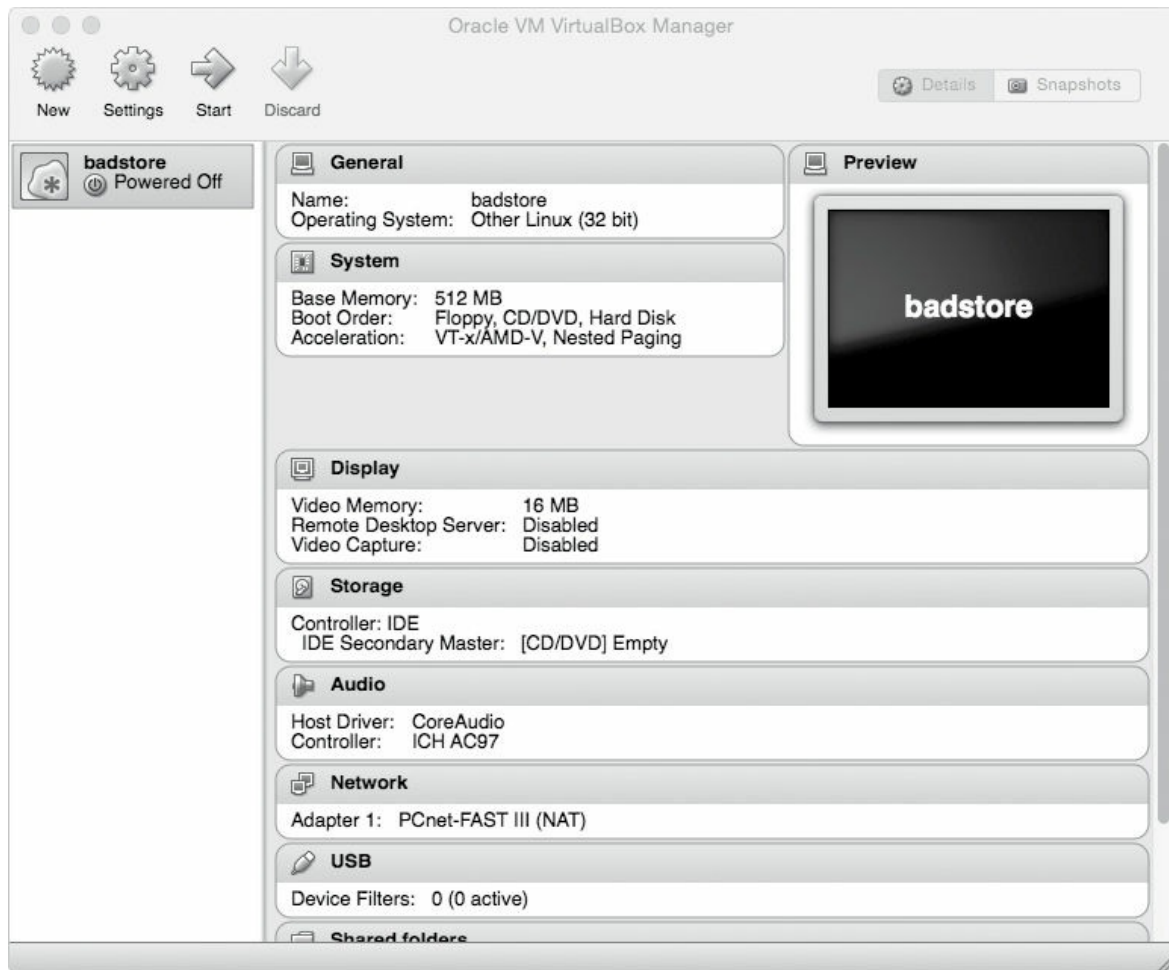 Oracle VM VirtualBox Manager
New
Settings
Start
Discard
Details
Snapshots
badstore
Powered Off
General
Name: badstore
Operating System: Other Linux (32 bit)
System
Base Memory: 512 MB
Boot Order: Floppy, CD/DVD, Hard Disk
Acceleration: VT-x/AMD-V, Nested Paging
Preview
badstore
Display
Video Memory: 16 MB
Remote Desktop Server: Disabled
Video Capture: Disabled
Storage
Controller: IDE
IDE Secondary Master: [CD/DVD] Empty
Audio
Host Driver: CoreAudio
Controller: ICH AC97
Network
Adapter 1: PCnet-FAST III (NAT)
USB
Device Filters: 0 (0 active)
Shared folders